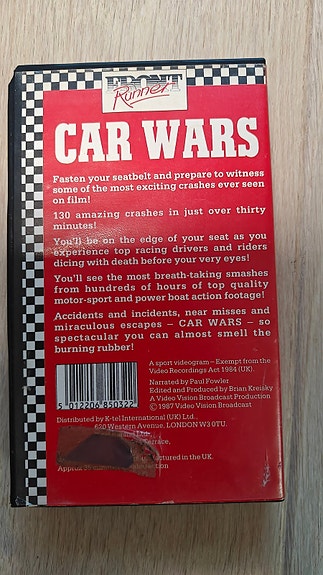 FRONT
Runner
CAR WARS
Fasten your seatbelt and prepare to witness
some of the most exciting crashes ever seen
on film!
130 amazing crashes in just over thirty
minutes!
You'll be on the edge of your seat as you
experience top racing drivers and riders
dicing with death before your very eyes!
You'll see the most breath-taking smashes
from hundreds of hours of top quality
motor-sport and power boat action footage!
Accidents and incidents, near misses and
miraculous escapes – CAR WARS – so
spectacular you can almost smell the
burning rubber!
A sport videogram – Exempt from the
Video Recordings Act 1984 (UK).
Narrated by Paul Fowler
Edited and Produced by Brian Kreisky
A Video Vision Broadcast Production
© 1987 Video Vision Broadcast
5 012206 850322
Distributed by K-tel International (UK) Ltd.
620 Western Avenue, LONDON W3 0TU.
Ltd.
Terrace,
in the UK.
Approx